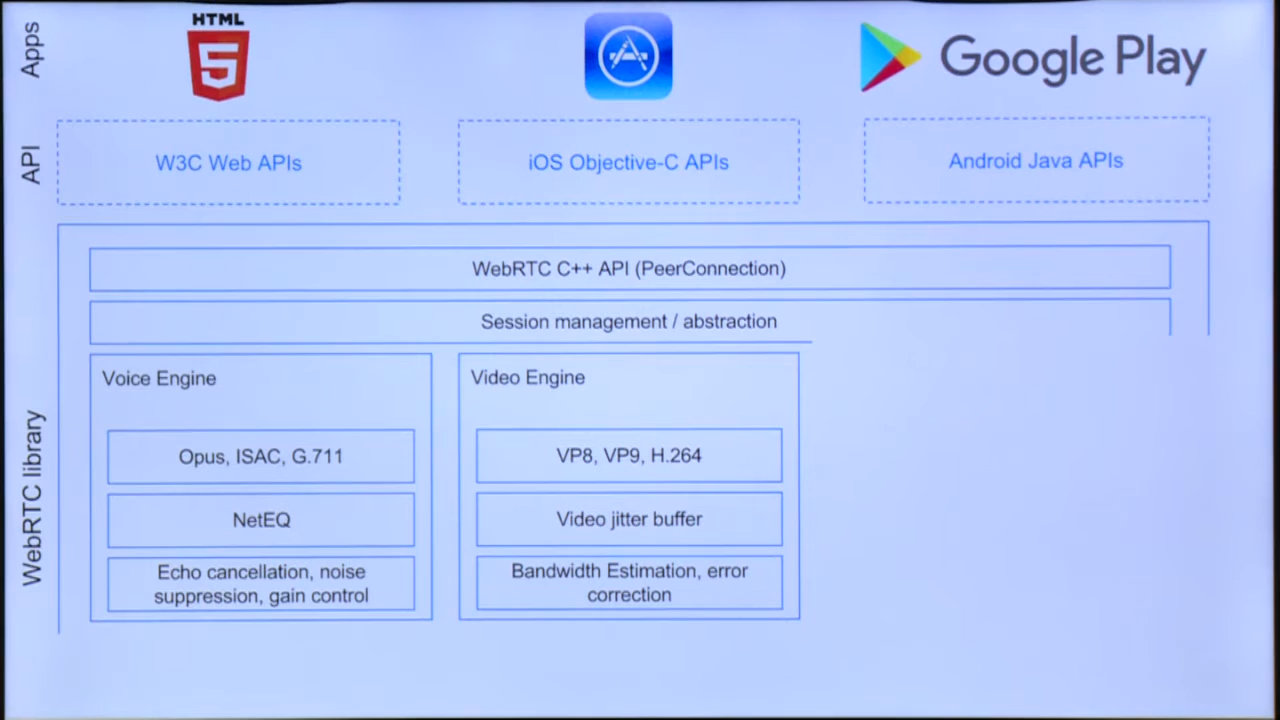 Apps
HTML
5
Google Play
API
W3C Web APIs
iOS Objective-C APIs
Android Java APIs
WebRTC library
WebRTC C++ API (PeerConnection)
Session management / abstraction
Voice Engine
Opus, ISAC, G.711
NetEQ
Echo cancellation, noise
suppression, gain control
Video Engine
VP8, VP9, H.264
Video jitter buffer
Bandwidth Estimation, error
correction